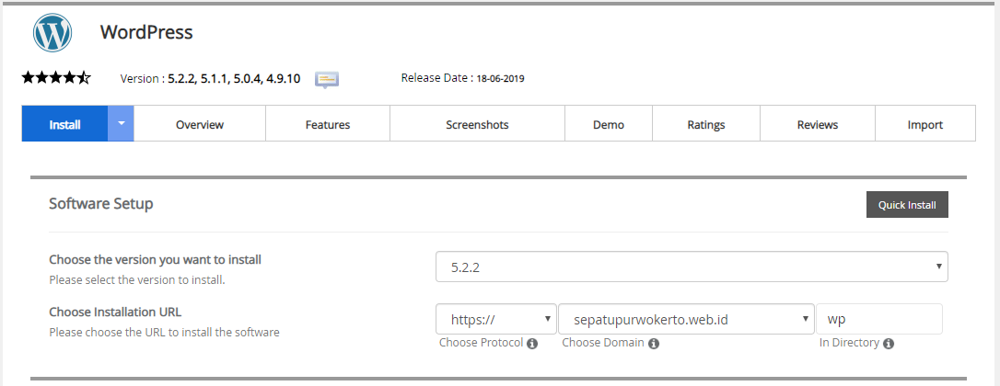 WordPress
Version : 5.2.2, 5.1.1, 5.0.4, 4.9.10 Release Date : 18-06-2019
Install Overview Features Screenshots Demo Ratings Reviews Import
Software Setup Quick Install
Choose the version you want to install
Please select the version to install. 5.2.2
Choose Installation URL
Please choose the URL to install the software https:// sepatupurwokerto.web.id wp
Choose Protocol Choose Domain In Directory